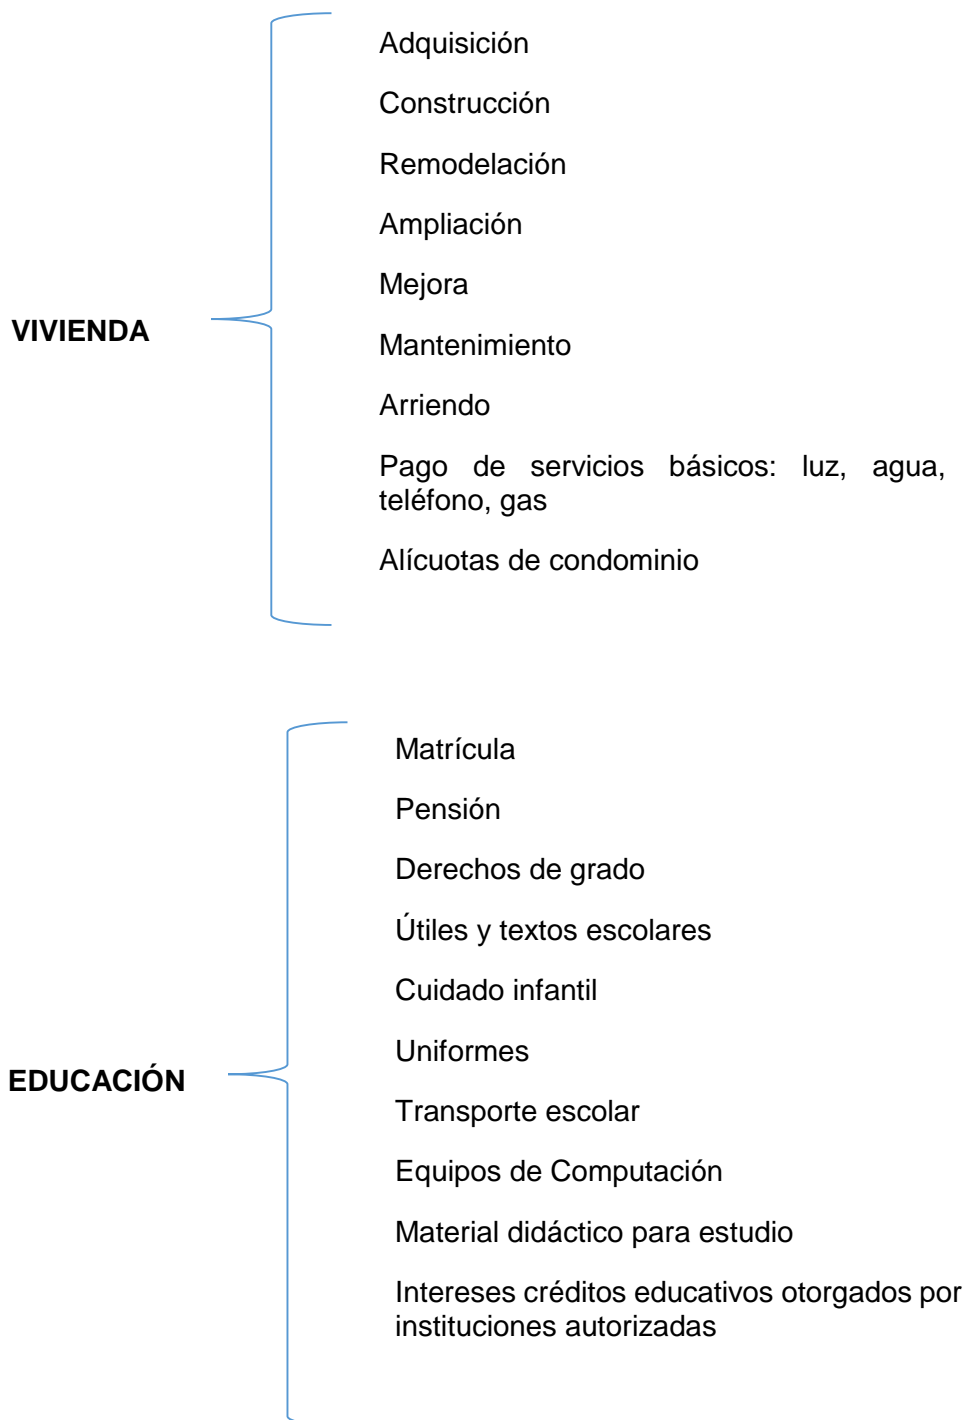 VIVIENDA
Adquisición
Construcción
Remodelación
Ampliación
Mejora
Mantenimiento
Arriendo
Pago de servicios básicos: luz, agua,
teléfono, gas
Alícuotas de condominio
EDUCACIÓN
Matrícula
Pensión
Derechos de grado
Útiles y textos escolares
Cuidado infantil
Uniformes
Transporte escolar
Equipos de Computación
Material didáctico para estudio
Intereses créditos educativos otorgados por
instituciones autorizadas